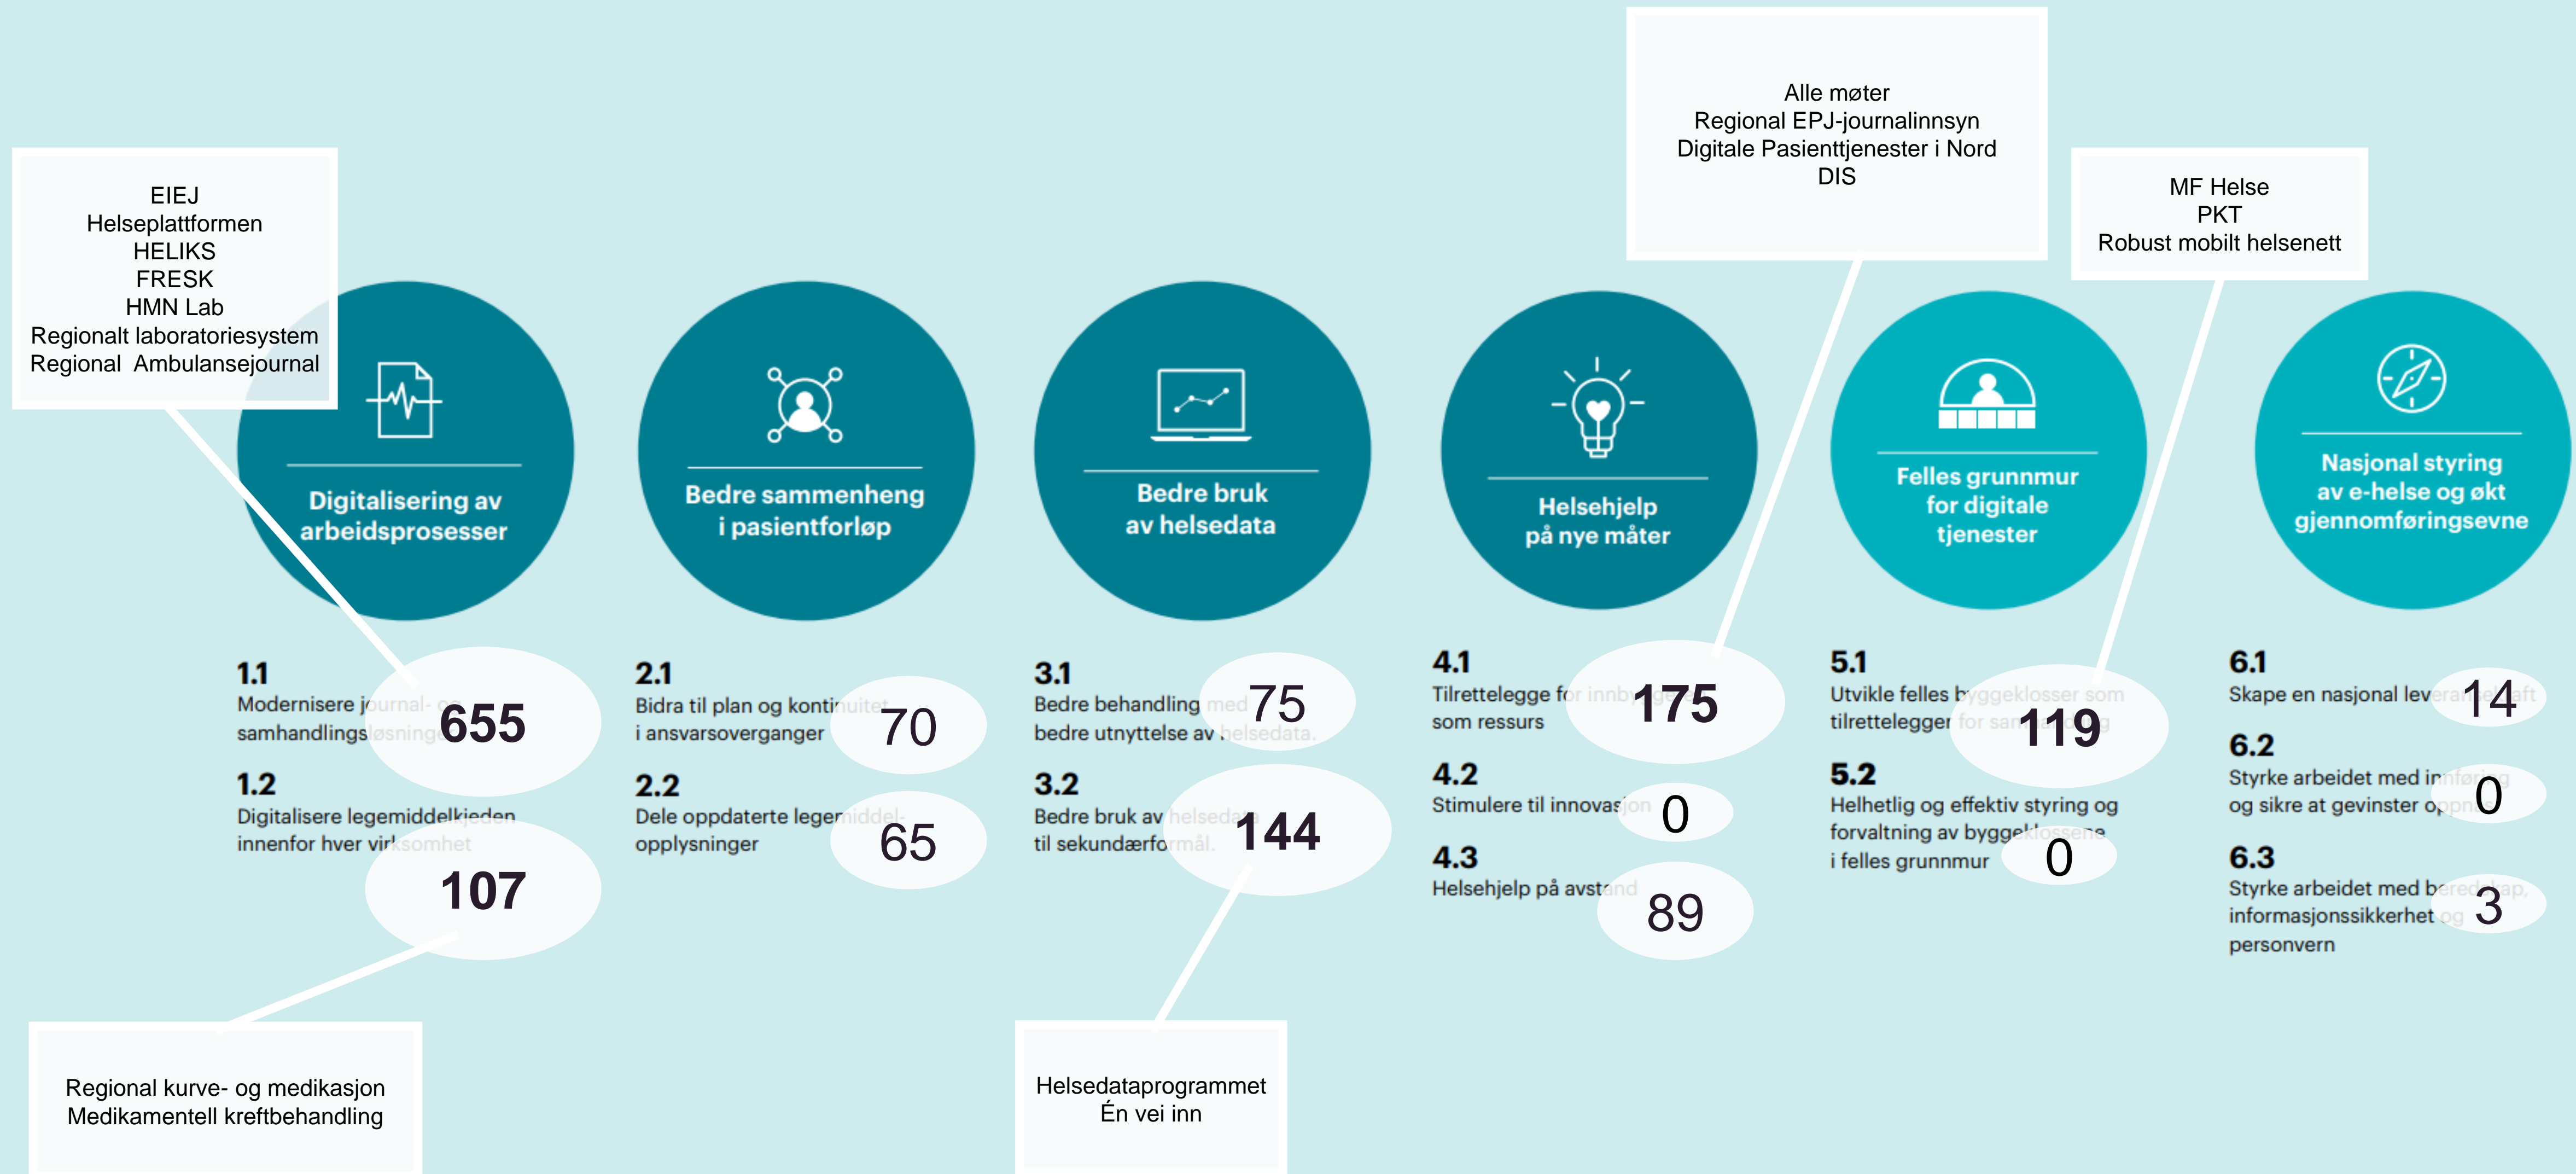 Alle møter
Regional EPJ-journalinnsyn
Digitale Pasienttjenester i Nord
DIS
EIEJ
Helseplattformen
HELIKS
FRESK
HMN Lab
Regionalt laboratoriesystem
Regional Ambulansejournal
MF Helse
PKT
Robust mobilt helsenett
Digitalisering av
arbeidsprosesser
Bedre sammenheng
i pasientforløp
Bedre bruk
av helsedata
Helsehjelp
på nye måter
Felles grunnmur
for digitale
tjenester
Nasjonal styring
av e-helse og økt
gjennomføringsevne
1.1
Modernisere journal- og
samhandlingsløsninger
655
1.2
Digitalisere legemiddelkjeden
innenfor hver virksomhet
107
2.1
Bidra til plan og kontinuitet
i ansvarsoverganger
70
2.2
Dele oppdaterte legemiddel-
opplysninger
65
3.1
Bedre behandling med
bedre utnyttelse av helsedata.
75
3.2
Bedre bruk av helsedata
til sekundærformål.
144
4.1
Tilrettelegge for innbyggere
som ressurs
175
4.2
Stimulere til innovasjon
0
4.3
Helsehjelp på avstand
89
5.1
Utvikle felles byggeklosser som
tilrettelegger for
119
5.2
Helhetlig og effektiv styring og
forvaltning av byggeklossene
i felles grunnmur
0
6.1
Skape en nasjonal leveransekraft
14
6.2
Styrke arbeidet med innføring
og sikre at gevinster oppnås
0
6.3
Styrke arbeidet med beredskap,
informasjonssikkerhet og
personvern
3
Regional kurve- og medikasjon
Medikamentell kreftbehandling
Helsedataprogrammet
Én vei inn